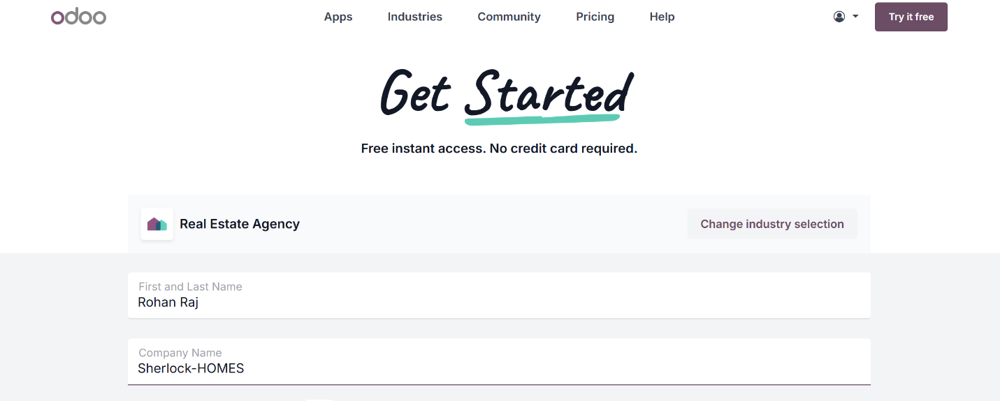 odoo Apps Industries Community Pricing Help Try it free
Get Started
Free instant access. No credit card required.
Real Estate Agency Change industry selection
First and Last Name
Rohan Raj
Company Name
Sherlock-HOMES